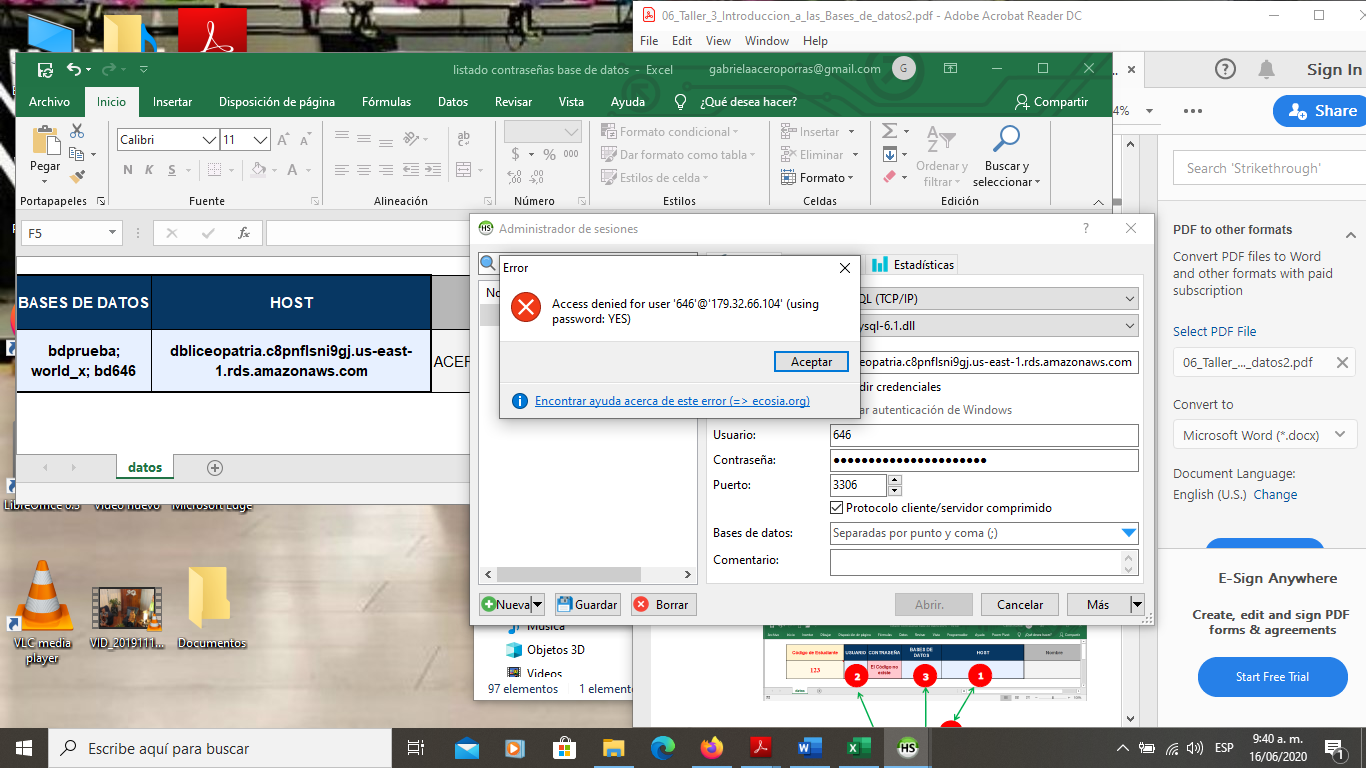 06_Taller_3_Introduccion_a_las_Bases_de_datos2.pdf - Adobe Acrobat Reader DC
File Edit View Window Help
listado contraseñas base de datos - Excel
gabrielaaceroporras@gmail.com
G
Sign In
Archivo Inicio Insertar Disposición de página Fórmulas Datos Revisar Vista Ayuda ¿Qué desea hacer? Compartir
4%
Share
Pegar
Calibri 11
N K S
ab
$ % 000
Formato condicional
Dar formato como tabla
Estilos de celda
Insertar
Eliminar
Formato
Ordenar y
filtrar
Buscar y
seleccionar
Portapapeles Fuente Alineación Número Estilos Celdas Edición
F5
fx
BASES DE DATOS HOST
bdprueba;
world_x; bd646
dbliceopatria.c8pnflsni9gj.us-east-
1.rds.amazonaws.com
ACER
datos
HS Administrador de sesiones
? 
No
Estadísticas
QL (TCP/IP)
ysql-6.1.dll
eopatria.c8pnflsni9gj.us-east-1.rds.amazonaws.com
dir credenciales
ar autenticación de Windows
Error
Access denied for user '646'@'179.32.66.104' (using
password: YES)
Aceptar
Encontrar ayuda acerca de este error (=> ecosia.org)
Usuario: 646
Contraseña: ●●●●●●●●●●●●●●●●●●●●●●
Puerto: 3306
Protocolo cliente/servidor comprimido
Bases de datos: Separadas por punto y coma (;)
Comentario:
Nueva Guardar Borrar Abrir. Cancelar Más
Search 'Strikethrough'
PDF to other formats
Convert PDF files to Word
and other formats with paid
subscription
Select PDF File
06_Taller_..._datos2.pdf
Convert to
Microsoft Word (*.docx)
Document Language:
English (U.S.) Change
E-Sign Anywhere
Create, edit and sign PDF
forms & agreements
Start Free Trial
LibreOffice 6.3 Video nuevo Microsoft Edge
VLC media
player
VID_2019111...
Documentos
Música
Objetos 3D
Videos
97 elementos 1 elemento
Código de Estudiante USUARIO CONTRASEÑA BASES DE
DATOS HOST Nombre
123 El Código no
existe
2 3 1
Escribe aquí para buscar
HS
ESP
9:40 a. m.
16/06/2020
1